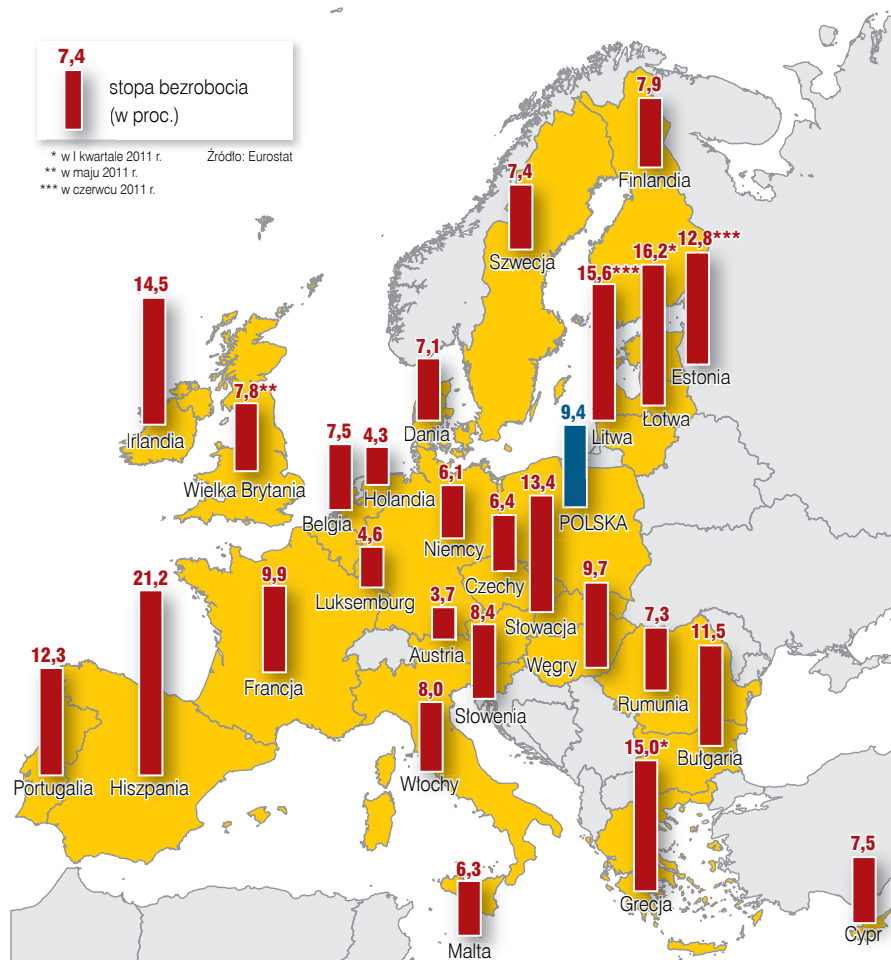 7,4
stopa bezrobocia
(w proc.)
* w I kwartale 2011 r.
Źródło: Eurostat
** w maju 2011 r.
*** w czerwcu 2011 r.
7,9
Finlandia
7,4
Szwecja
12,8***
Estonia
16,2*
Łotwa
15,6***
Litwa
14,5
Irlandia
7,8**
Wielka Brytania
7,1
Dania
9,4
POLSKA
7,5
Belgia
4,3
Holandia
6,1
Niemcy
6,4
Czechy
13,4
Słowacja
4,6
Luksemburg
9,9
Francja
21,2
Hiszpania
12,3
Portugalia
3,7
Austria
8,4
Słowenia
9,7
Węgry
7,3
Rumunia
11,5
Bułgaria
8,0
Włochy
15,0*
Grecja
6,3
Malta
7,5
Cypr